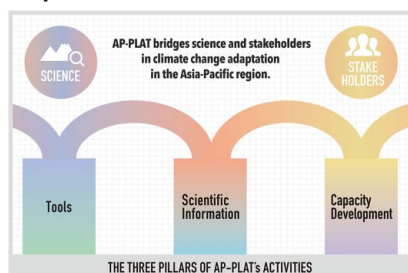 SCIENCE
AP-PLAT bridges science and stakeholders
in climate change adaptation
in the Asia-Pacific region.
STAKE
HOLDERS
Tools
Scientific
Information
Capacity
Development
THE THREE PILLARS OF AP-PLAT's ACTIVITIES